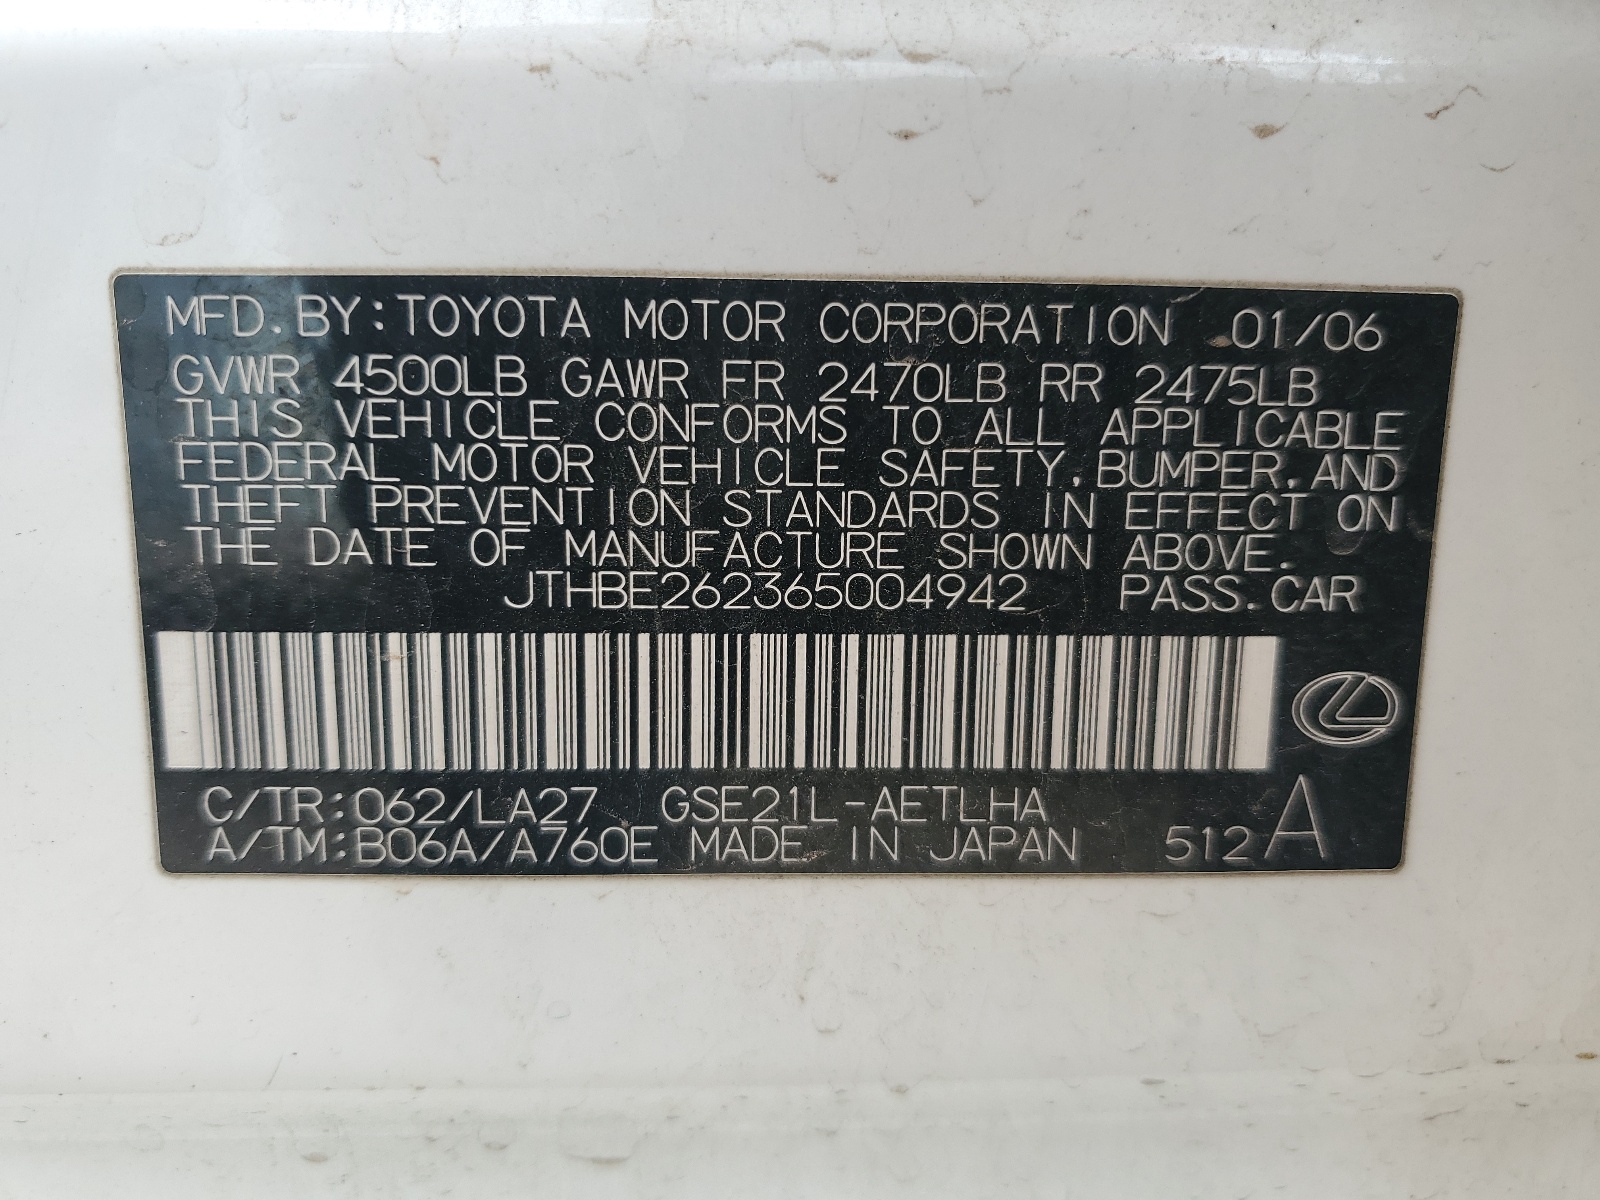 MFD. BY: TOYOTA MOTOR CORPORATION 01/06
GVWR 4500LB GAWR FR 2470LB RR 2475LB
THIS VEHICLE CONFORMS TO ALL APPLICABLE
FEDERAL MOTOR VEHICLE SAFETY, BUMPER, AND
THEFT PREVENTION STANDARDS IN EFFECT ON
THE DATE OF MANUFACTURE SHOWN ABOVE.
JTHBE262365004942 PASS. CAR
C/TR: 062/LA27 GSE21L-AETLHA
A/TM: B06A/A760E MADE IN JAPAN 512 A